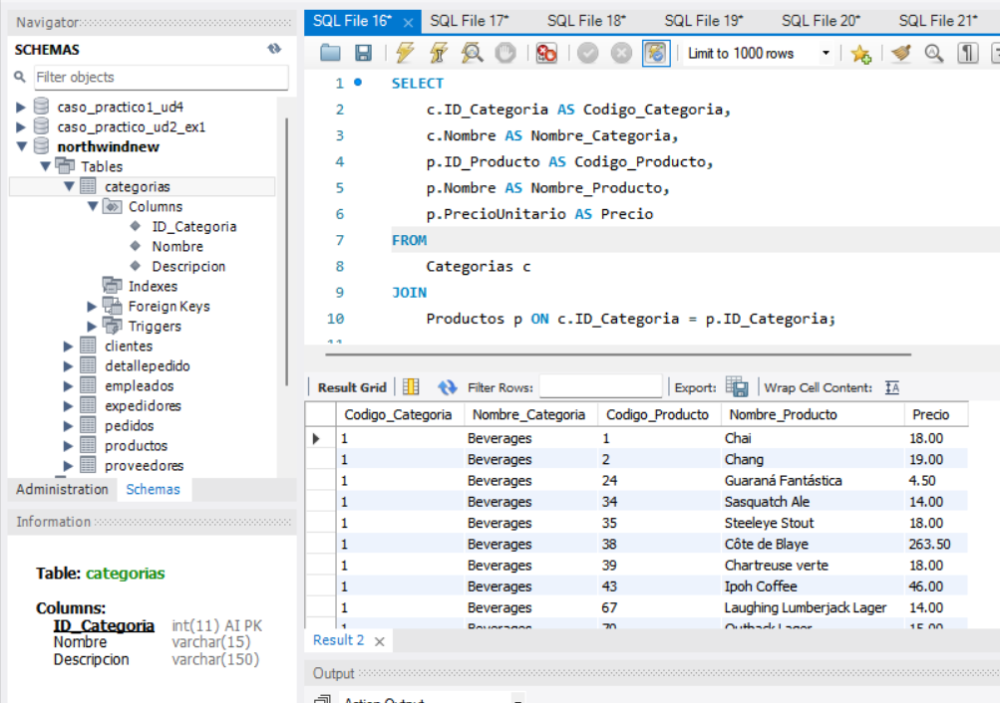 Navigator
SCHEMAS
Filter objects
caso_practico1_ud4
caso_practico_ud2_ex1
northwindnew
Tables
categorias
Columns
ID_Categoria
Nombre
Descripcion
Indexes
Foreign Keys
Triggers
clientes
detallepedido
empleados
expedidores
pedidos
productos
proveedores
Administration Schemas
Information
Table: categorias
Columns:
ID_Categoria int(11) AI PK
Nombre varchar(15)
Descripcion varchar(150)
SQL File 16* SQL File 17* SQL File 18* SQL File 19* SQL File 20* SQL File 21*
Limit to 1000 rows
1 SELECT
2 c.ID_Categoria AS Codigo_Categoria,
3 c.Nombre AS Nombre_Categoria,
4 p.ID_Producto AS Codigo_Producto,
5 p.Nombre AS Nombre_Producto,
6 p.PrecioUnitario AS Precio
7 FROM
8 Categorias c
9 JOIN
10 Productos p ON c.ID_Categoria = p.ID_Categoria;
11
Result Grid Filter Rows: Export: Wrap Cell Content:
Codigo_Categoria Nombre_Categoria Codigo_Producto Nombre_Producto Precio
1 Beverages 1 Chai 18.00
1 Beverages 2 Chang 19.00
1 Beverages 24 Guaraná Fantástica 4.50
1 Beverages 34 Sasquatch Ale 14.00
1 Beverages 35 Steeleye Stout 18.00
1 Beverages 38 Côte de Blaye 263.50
1 Beverages 39 Chartreuse verte 18.00
1 Beverages 43 Ipoh Coffee 46.00
1 Beverages 67 Laughing Lumberjack Lager 14.00
1 Beverages 70 Outback Lager 15.00
Result 2
Output
Action Output